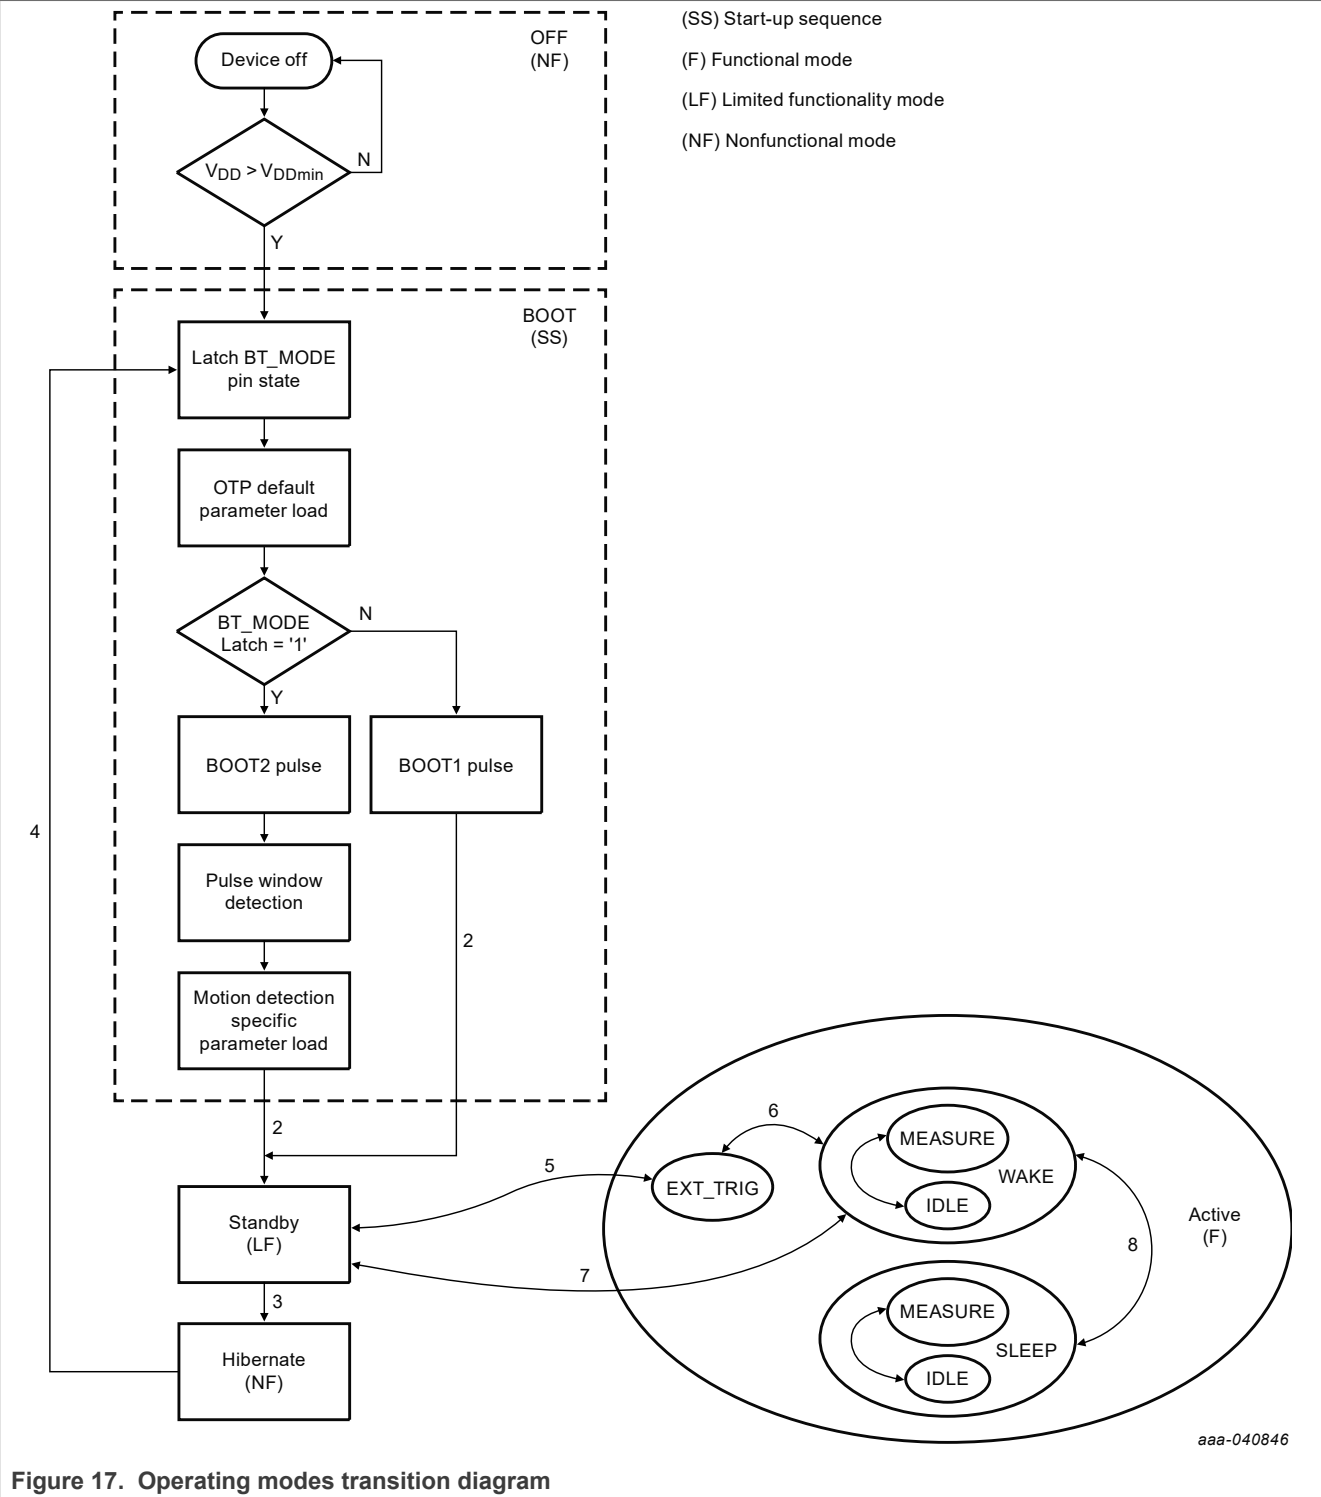 (SS) Start-up sequence
(F) Functional mode
(LF) Limited functionality mode
(NF) Nonfunctional mode
OFF
(NF)
Device off
VDD > VDDmin
N
Y
BOOT
(SS)
Latch BT_MODE
pin state
OTP default
parameter load
BT_MODE
Latch = '1'
N
Y
BOOT2 pulse
BOOT1 pulse
4
Pulse window
detection
2
Motion detection
specific
parameter load
2
Standby
(LF)
3
Hibernate
(NF)
5
6
7
8
EXT_TRIG
MEASURE
WAKE
IDLE
Active
(F)
MEASURE
SLEEP
IDLE
aaa-040846
Figure 17. Operating modes transition diagram